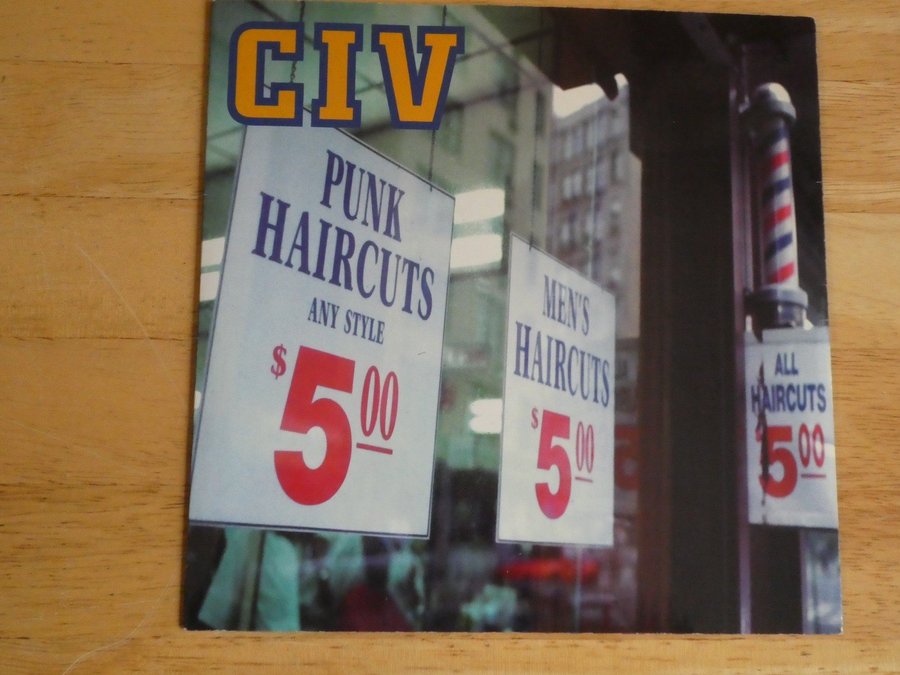 CIV
PUNK
HAIRCUTS
ANY STYLE
$5.00
MEN'S
HAIRCUTS
$5.00
ALL
HAIRCUTS
5.00